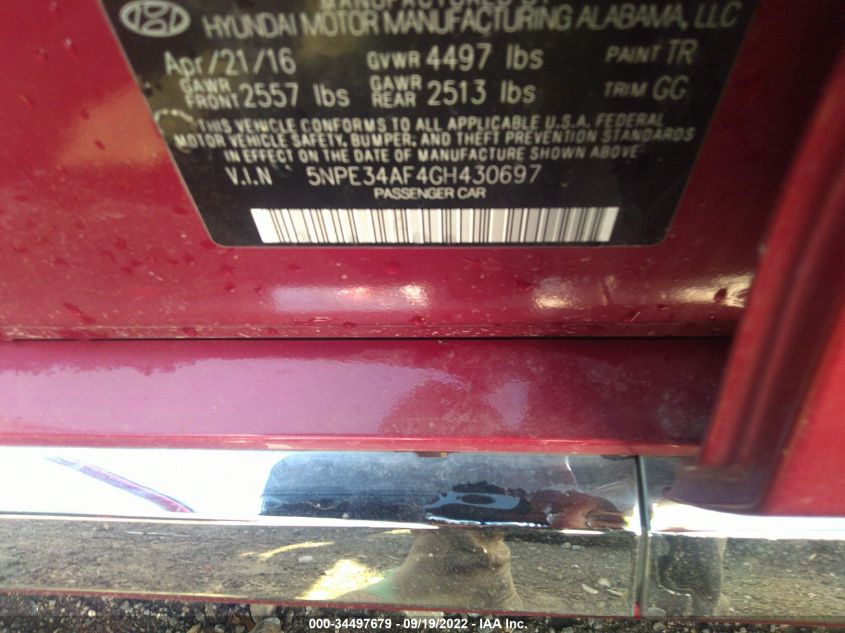 MANUFACTURED BY
HYUNDAI MOTOR MANUFACTURING ALABAMA, LLC
Apr/21/16 GVWR 4497 lbs PAINT TR
GAWR FRONT 2557 lbs GAWR REAR 2513 lbs TRIM GC
THIS VEHICLE CONFORMS TO ALL APPLICABLE U.S.A. FEDERAL
MOTOR VEHICLE SAFETY, BUMPER, AND THEFT PREVENTION STANDARDS
IN EFFECT ON THE DATE OF MANUFACTURE SHOWN ABOVE
V.I.N 5NPE34AF4GH430697
PASSENGER CAR
000-34497679 - 09/19/2022 - IAA Inc.